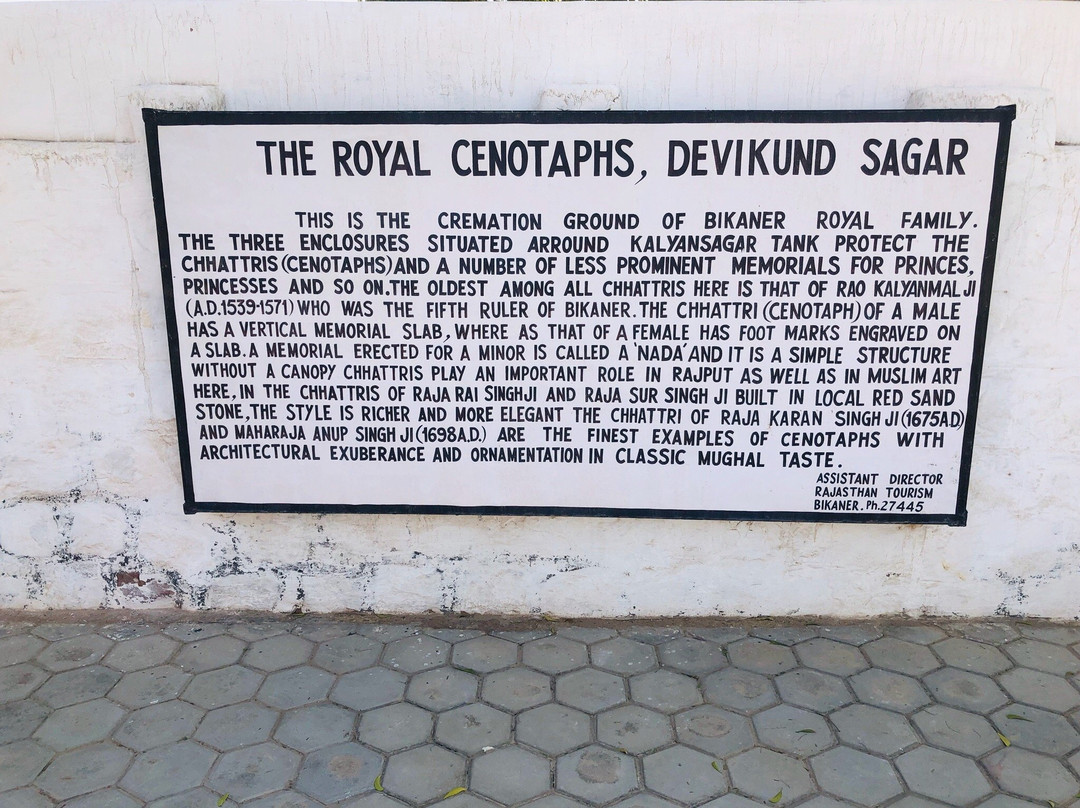 THE ROYAL CENOTAPHS, DEVIKUND SAGAR
THIS IS THE CREMATION GROUND OF BIKANER ROYAL FAMILY.
THE THREE ENCLOSURES SITUATED ARROUND KALYANSAGAR TANK PROTECT THE
CHHATTRIS (CENOTAPHS) AND A NUMBER OF LESS PROMINENT MEMORIALS FOR PRINCES,
PRINCESSES AND SO ON. THE OLDEST AMONG ALL CHHATTRIS HERE IS THAT OF RAO KALYANMAL JI
(A.D. 1539-1571) WHO WAS THE FIFTH RULER OF BIKANER. THE CHHATTRI (CENOTAPH) OF A MALE
HAS A VERTICAL MEMORIAL SLAB, WHERE AS THAT OF A FEMALE HAS FOOT MARKS ENGRAVED ON
A SLAB. A MEMORIAL ERECTED FOR A MINOR IS CALLED A 'NADA' AND IT IS A SIMPLE STRUCTURE
WITHOUT A CANOPY CHHATTRIS PLAY AN IMPORTANT ROLE IN RAJPUT AS WELL AS IN MUSLIM ART
HERE, IN THE CHHATTRIS OF RAJA RAI SINGHJI AND RAJA SUR SINGH JI BUILT IN LOCAL RED SAND
STONE, THE STYLE IS RICHER AND MORE ELEGANT THE CHHATTRI OF RAJA KARAN SINGH JI (1675A.D)
AND MAHARAJA ANUP SINGH JI (1698A.D.) ARE THE FINEST EXAMPLES OF CENOTAPHS WITH
ARCHITECTURAL EXUBERANCE AND ORNAMENTATION IN CLASSIC MUGHAL TASTE.
ASSISTANT DIRECTOR
RAJASTHAN TOURISM
BIKANER. Ph.27445